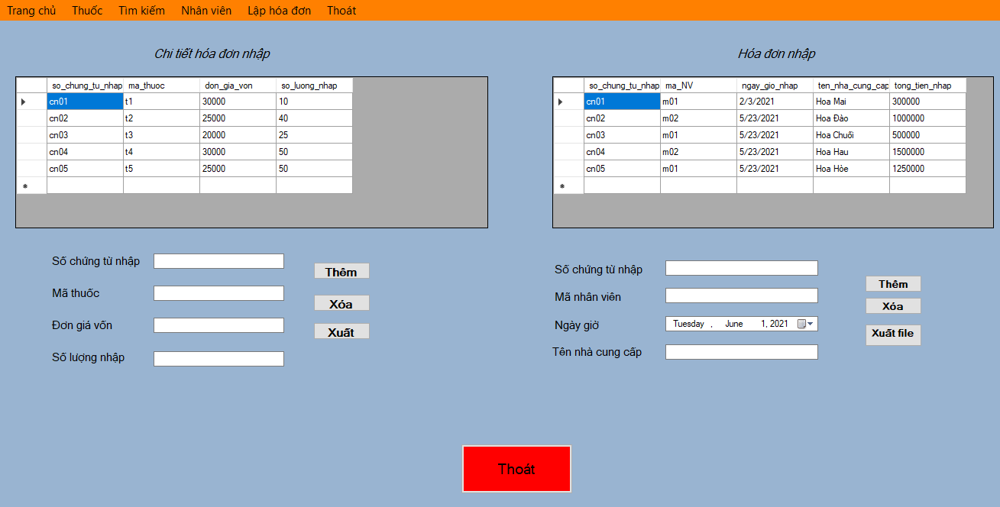 Trang chủ Thuốc Tìm kiếm Nhân viên Lập hóa đơn Thoát
Chi tiết hóa đơn nhập
so_chung_tu_nhap ma_thuoc don_gia_von so_luong_nhap
cn01 t1 30000 10
cn02 t2 25000 40
cn03 t3 20000 25
cn04 t4 30000 50
cn05 t5 25000 50
Số chứng từ nhập
Mã thuốc
Đơn giá vốn
Số lượng nhập
Thêm
Xóa
Xuất
Hóa đơn nhập
so_chung_tu_nhap ma_NV ngay_gio_nhap ten_nha_cung_cap tong_tien_nhap
cn01 m01 2/3/2021 Hoa Mai 300000
cn02 m02 5/23/2021 Hoa Đào 1000000
cn03 m01 5/23/2021 Hoa Chuối 500000
cn04 m02 5/23/2021 Hoa Hau 1500000
cn05 m01 5/23/2021 Hoa Hòe 1250000
Số chứng từ nhập
Mã nhân viên
Ngày giờ Tuesday , June 1, 2021
Tên nhà cung cấp
Thêm
Xóa
Xuất file
Thoát